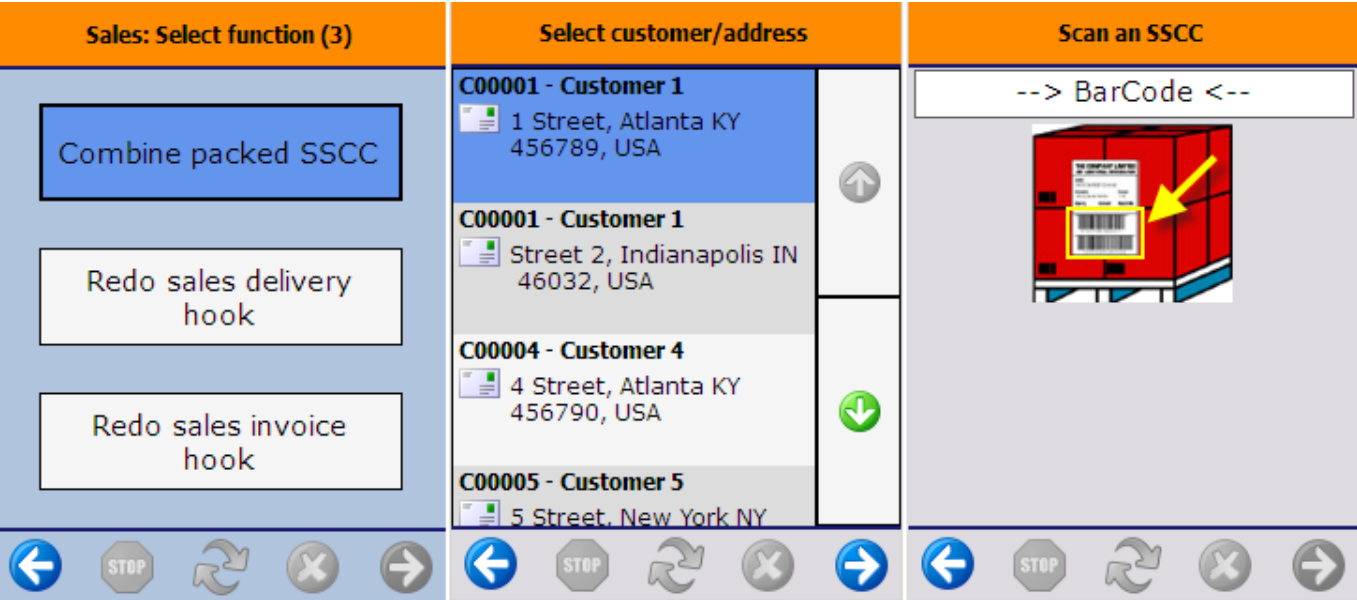 Sales: Select function (3)
Combine packed SSCC
Redo sales delivery
hook
Redo sales invoice
hook
STOP
Select customer/address
C00001 - Customer 1
1 Street, Atlanta KY
456789, USA
C00001 - Customer 1
Street 2, Indianapolis IN
46032, USA
C00004 - Customer 4
4 Street, Atlanta KY
456790, USA
C00005 - Customer 5
5 Street, New York NY
STOP
Scan an SSCC
--> BarCode <--
THE COMPANY LIMITED
STOP